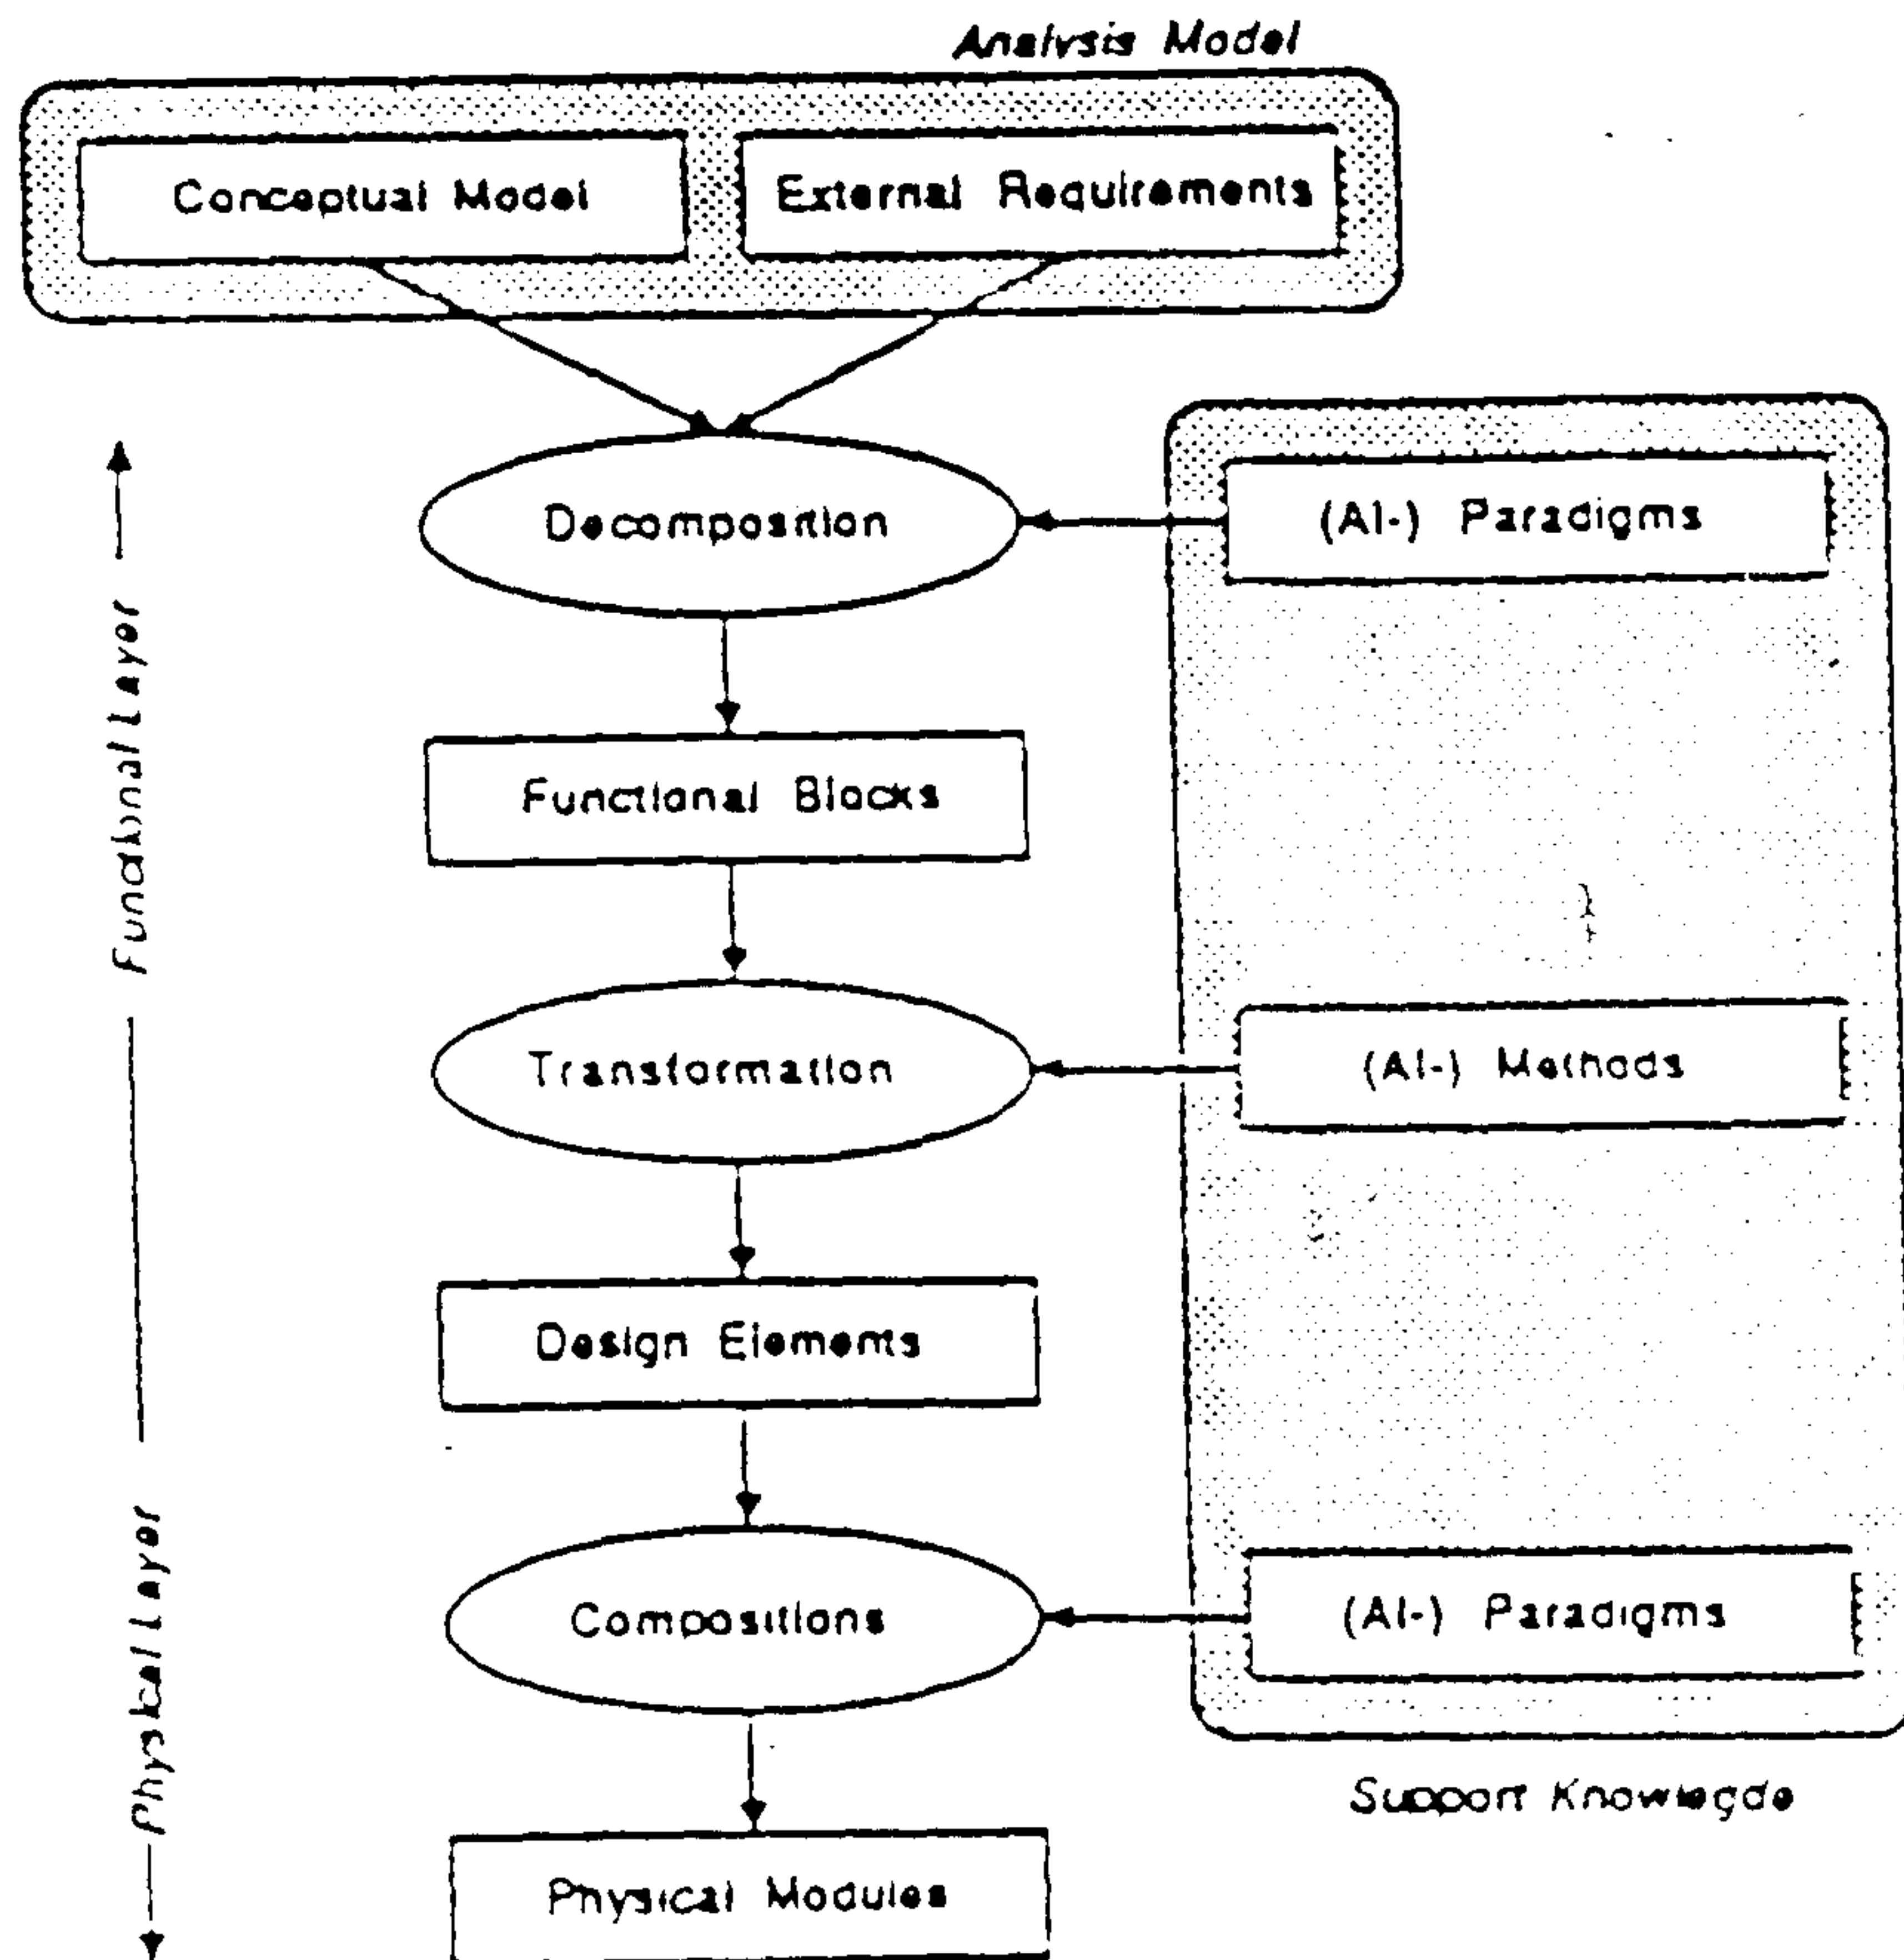 Analysis Model
Conceptual Model
External Requirements
Decomposition
(AI-) Paradigms
Functional Layer
Functional Blocks
Transformation
(AI-) Methods
Design Elements
Compositions
(AI-) Paradigms
Physical Layer
Support Knowlegde
Physical Modules